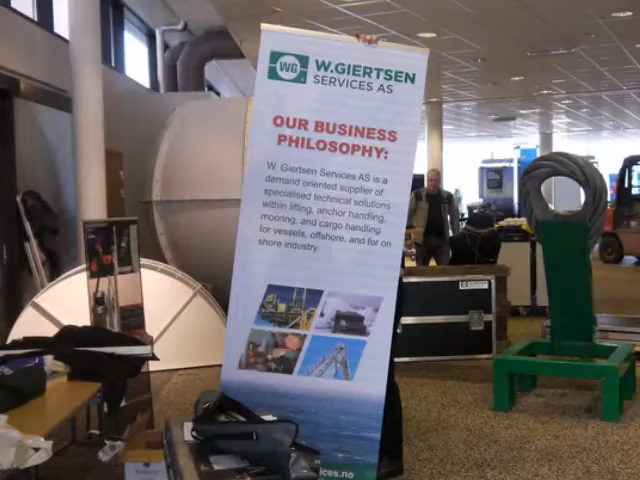 WG
W.GIERTSEN
SERVICES AS
OUR BUSINESS
PHILOSOPHY:
W. Giertsen Services AS is a
demand oriented supplier of
specialised technical solutions
within lifting, anchor handling,
mooring, and cargo handling
for vessels, offshore, and for on
shore industry.
ices.no